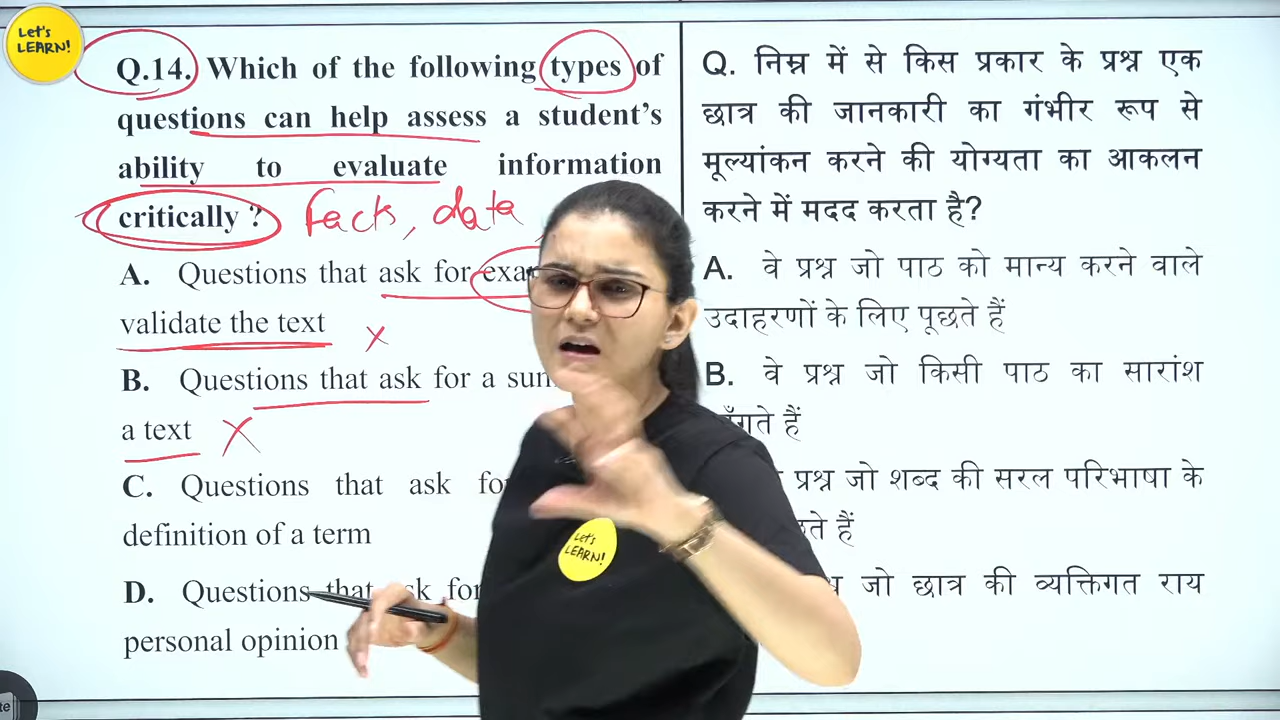 Let's
LEARN!
Q.14. Which of the following types of
questions can help assess a student's
ability to evaluate information
critically ? facts, data
A. Questions that ask for
validate the text
B. Questions that ask for a
a text
C. Questions that ask
definition of a term
D. Questions that ask for
personal opinion
Q. निम्न में से किस प्रकार के प्रश्न एक
छात्र की जानकारी का गंभीर रूप से
मूल्यांकन करने की योग्यता का आकलन
करने में मदद करता है?
A. वे प्रश्न जो पाठ को मान्य करने वाले
उदाहरणों के लिए पूछते हैं
B. वे प्रश्न जो किसी पाठ का सारांश
हैं
प्रश्न जो शब्द की सरल परिभाषा के
हैं
जो छात्र की व्यक्तिगत राय
Let's
LEARN!